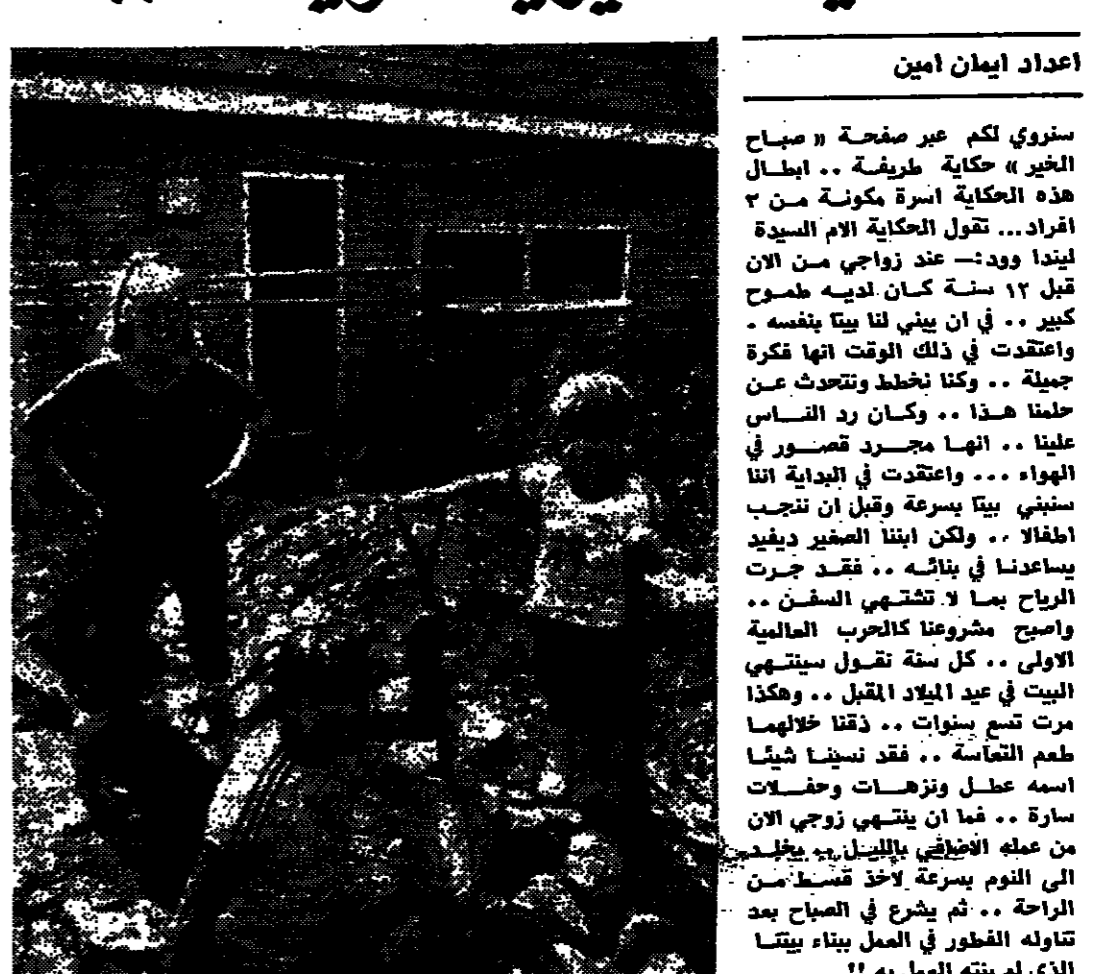 اعداد ايمان امين
سنروي لكم عبر صفحة « صباح
الخير » حكاية طريفة .. ابطال
هذه الحكاية اسرة مكونة من ٣
افراد... تقول الحكاية الام السيدة
ليندا وود:— عند زواجي من الان
قبل ١٢ سنة كان لديه طموح
كبير .. في ان يبني لنا بيتا بنفسه .
واعتقدت في ذلك الوقت انها فكرة
جميلة .. وكنا نخطط ونتحدث عن
حلمنا هذا .. وكان رد الناس
علينا .. انها مجرد قصور في
الهواء ... واعتقدت في البداية اننا
سنبني بيتا بسرعة وقبل ان ننجب
اطفالا .. ولكن ابننا الصغير ديفيد
يساعدنا في بنائه .. فقد جرت
الرياح بما لا تشتهي السفن ..
واصبح مشروعنا كالحرب العالمية
الاولى .. كل سنة نقول سينتهي
البيت في عيد الميلاد المقبل .. وهكذا
مرت تسع سنوات .. ذقنا خلالهما
طعم التعاسة .. فقد نسينا شيئا
اسمه عطل ونزهات وحفلات
سارة .. فما ان ينتهي زوجي الان
من عمله الاضافي بالليل .. يخلد
الى النوم بسرعة لاخذ قسط من
الراحة .. ثم يشرع في الصباح بعد
تناوله الفطور في العمل ببناء بيتنا
الذي لم ينته العمل به !!